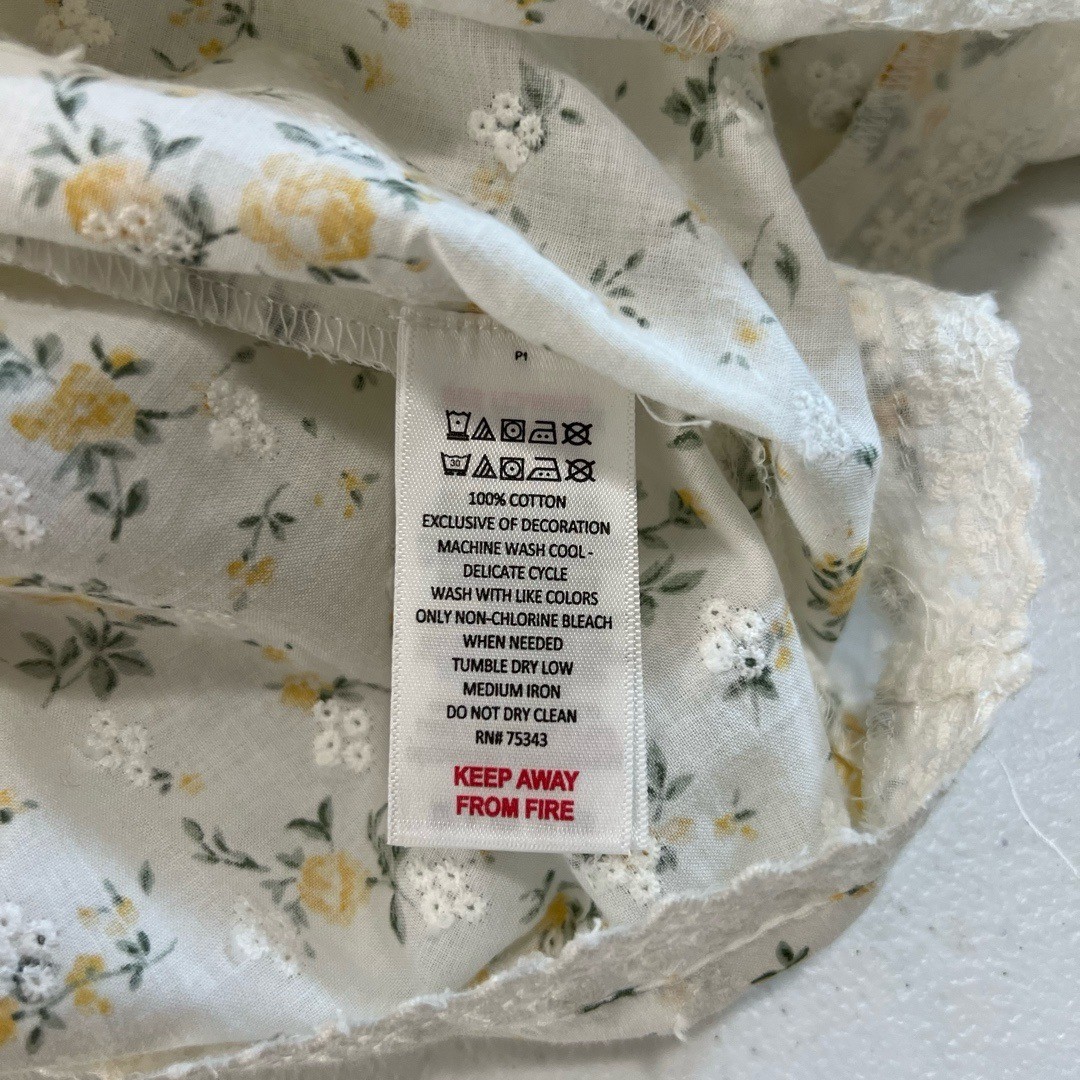 P1
30
100% COTTON
EXCLUSIVE OF DECORATION
MACHINE WASH COOL -
DELICATE CYCLE
WASH WITH LIKE COLORS
ONLY NON-CHLORINE BLEACH
WHEN NEEDED
TUMBLE DRY LOW
MEDIUM IRON
DO NOT DRY CLEAN
RN# 75343
KEEP AWAY
FROM FIRE